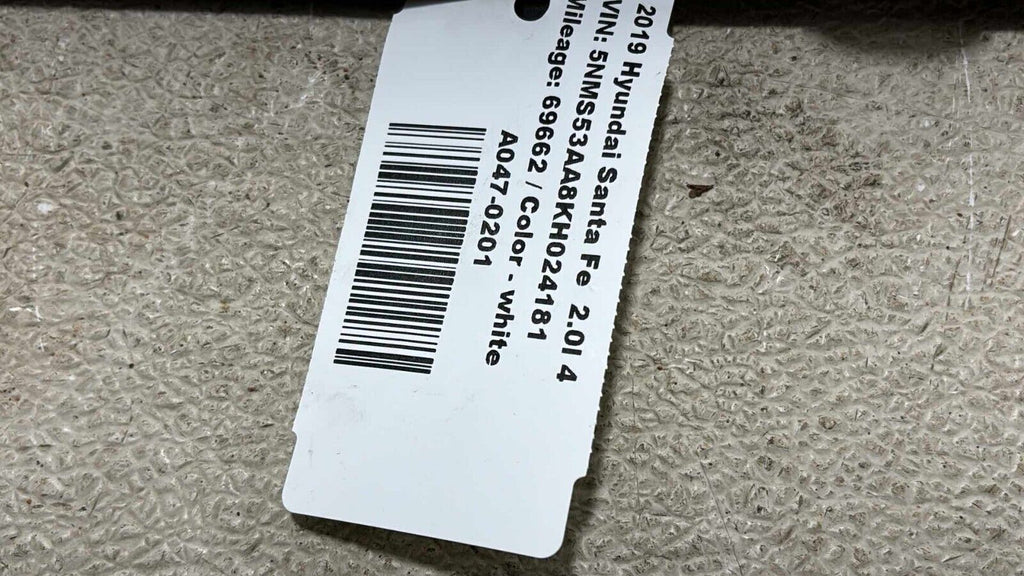 2019 Hyundai Santa Fe 2.0l 4
VIN: 5NMS53AA8KH024181
Mileage: 69662 / Color - white
A047-0201